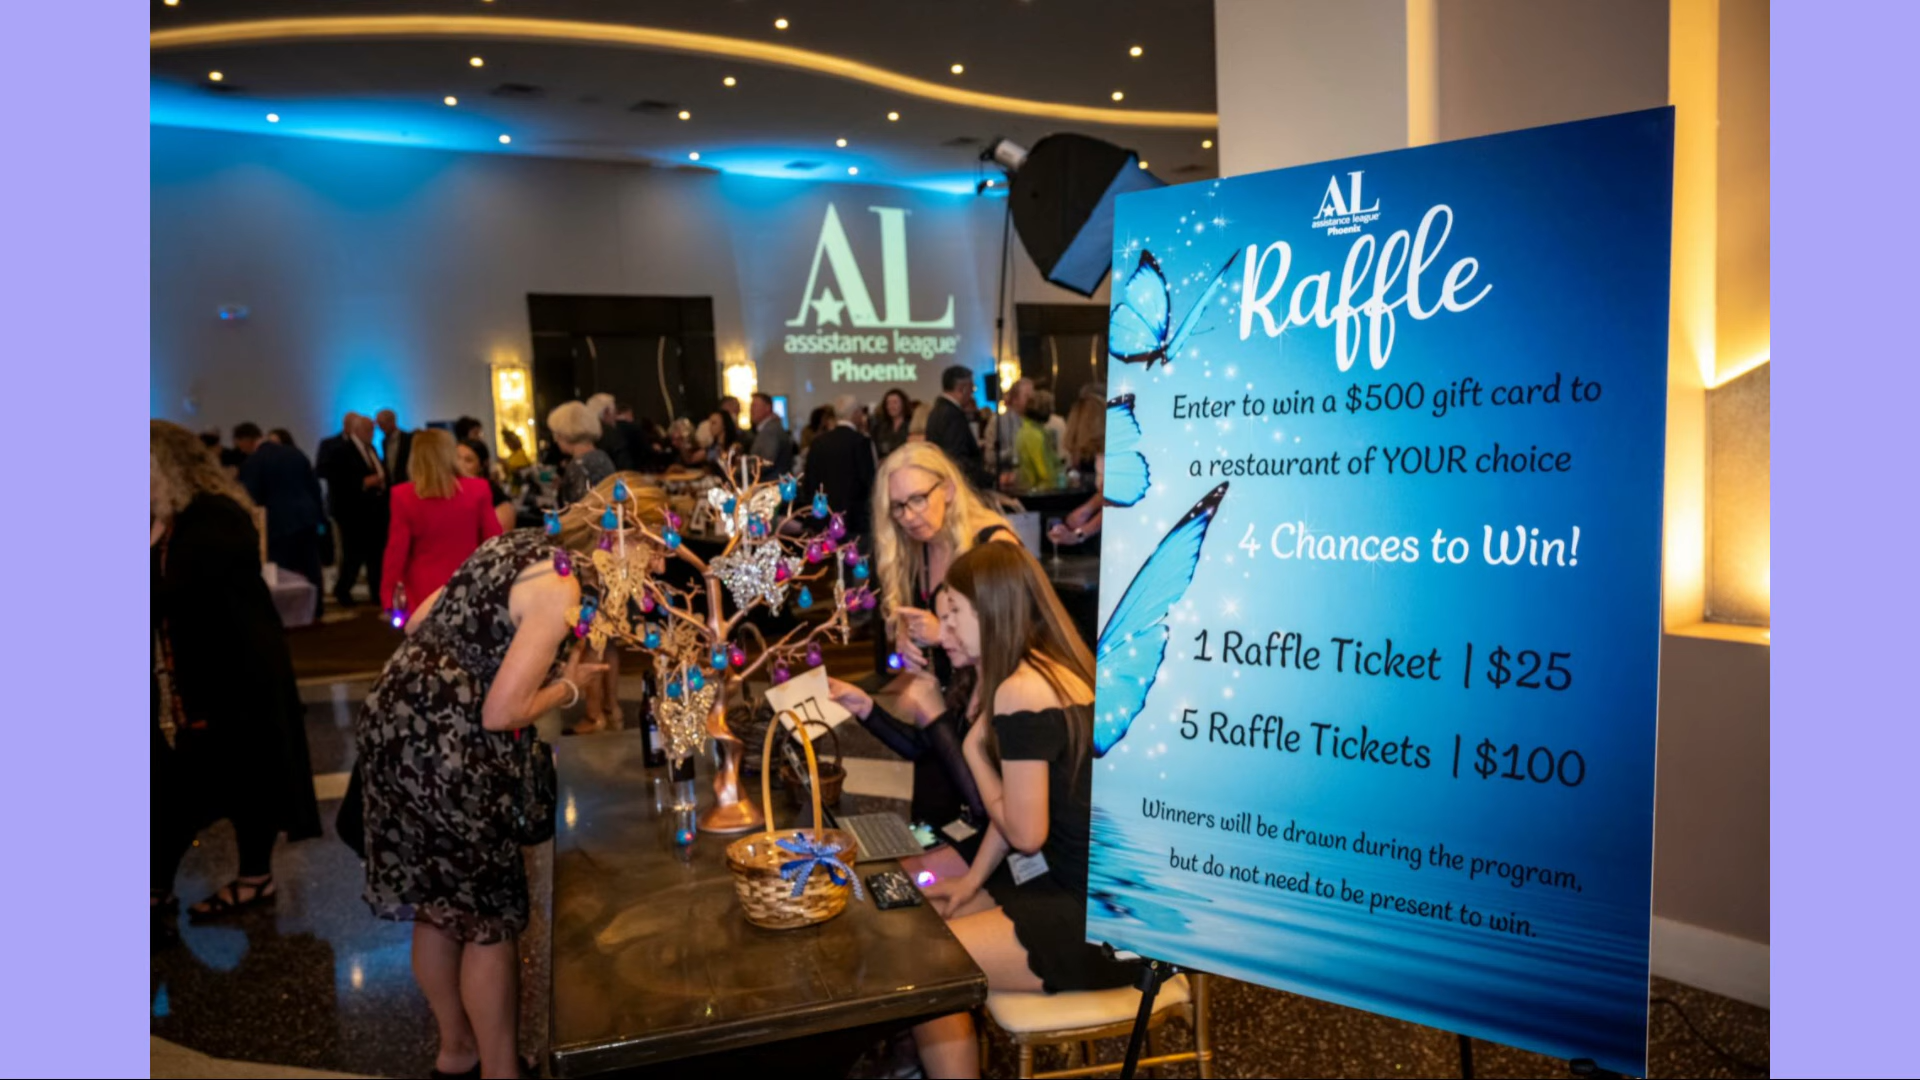 AL
assistance league®
Phoenix
AL
assistance league®
Phoenix
Raffle
Enter to win a $500 gift card to
a restaurant of YOUR choice
4 Chances to Win!
1 Raffle Ticket | $25
5 Raffle Tickets | $100
Winners will be drawn during the program,
but do not need to be present to win.
77